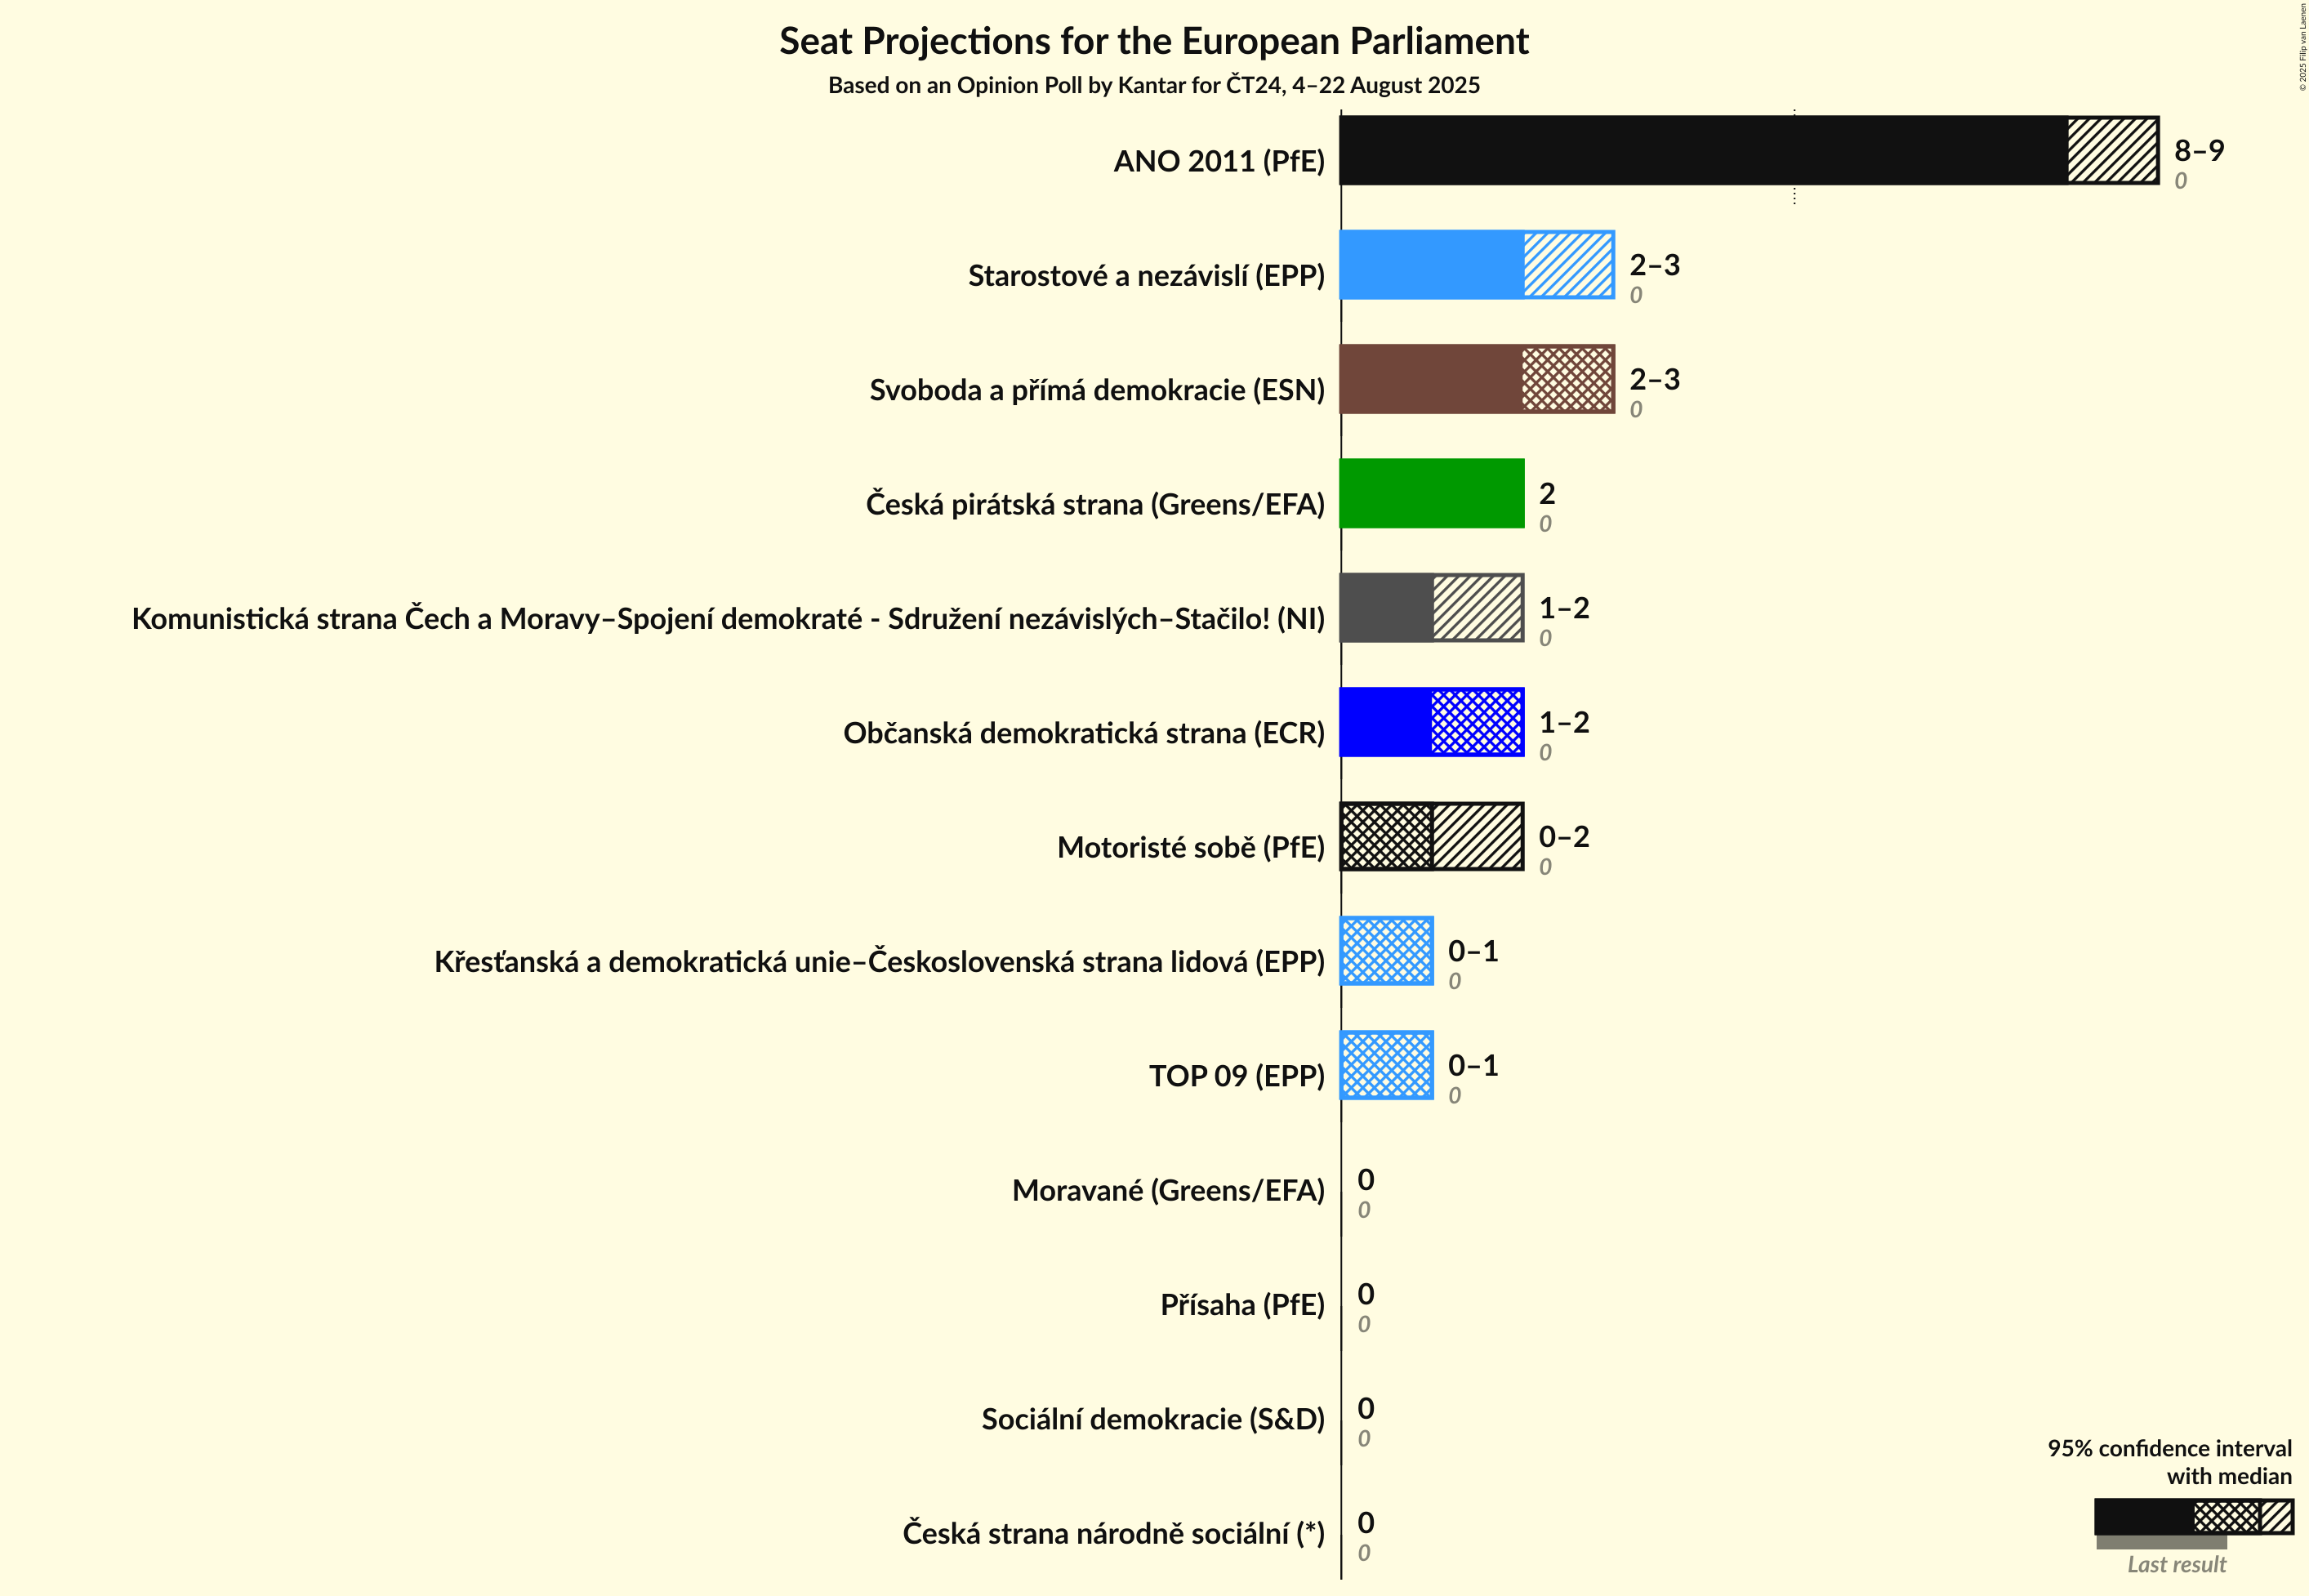 Seat Projections for the European Parliament
Based on an Opinion Poll by Kantar for ČT24, 4–22 August 2025
© 2025 Filip van Laenen
ANO 2011 (PfE)
8–9
0
Starostové a nezávislí (EPP)
2–3
0
Svoboda a přímá demokracie (ESN)
2–3
0
Česká pirátská strana (Greens/EFA)
2
0
Komunistická strana Čech a Moravy–Spojení demokraté - Sdružení nezávislých–Stačilo! (NI)
1–2
0
Občanská demokratická strana (ECR)
1–2
0
Motoristé sobě (PfE)
0–2
0
Křesťanská a demokratická unie–Československá strana lidová (EPP)
0–1
0
TOP 09 (EPP)
0–1
0
Moravané (Greens/EFA)
0
0
Přísaha (PfE)
0
0
Sociální demokracie (S&D)
0
0
Česká strana národně sociální (*)
0
0
95% confidence interval
with median
Last result